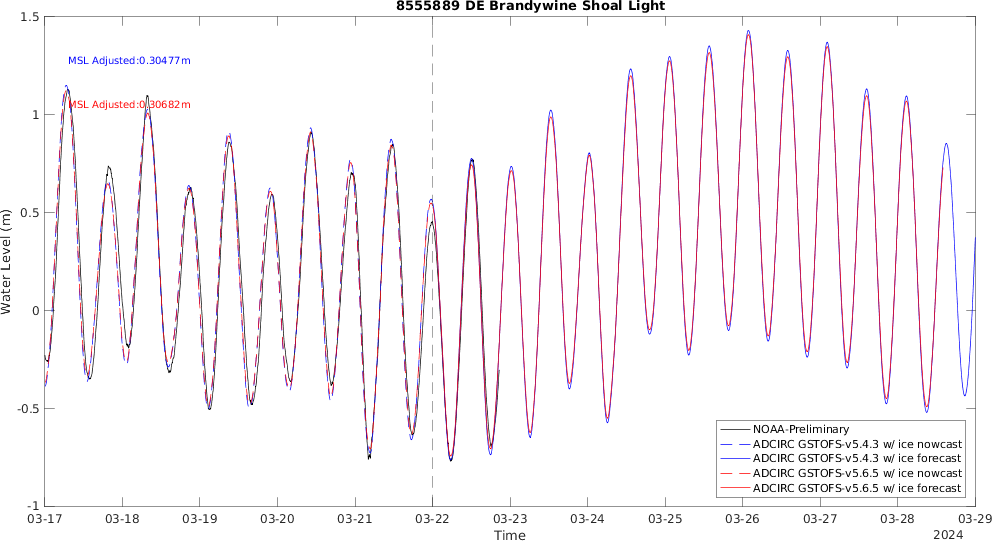 8555889 DE Brandywine Shoal Light
MSL Adjusted:0.30477m
MSL Adjusted:0.30682m
Water Level (m)
1.5
1
0.5
0
-0.5
-1
NOAA-Preliminary
ADCIRC GSTOFS-v5.4.3 w/ ice nowcast
ADCIRC GSTOFS-v5.4.3 w/ ice forecast
ADCIRC GSTOFS-v5.6.5 w/ ice nowcast
ADCIRC GSTOFS-v5.6.5 w/ ice forecast
03-17 03-18 03-19 03-20 03-21 03-22 03-23 03-24 03-25 03-26 03-27 03-28 03-29
Time
2024